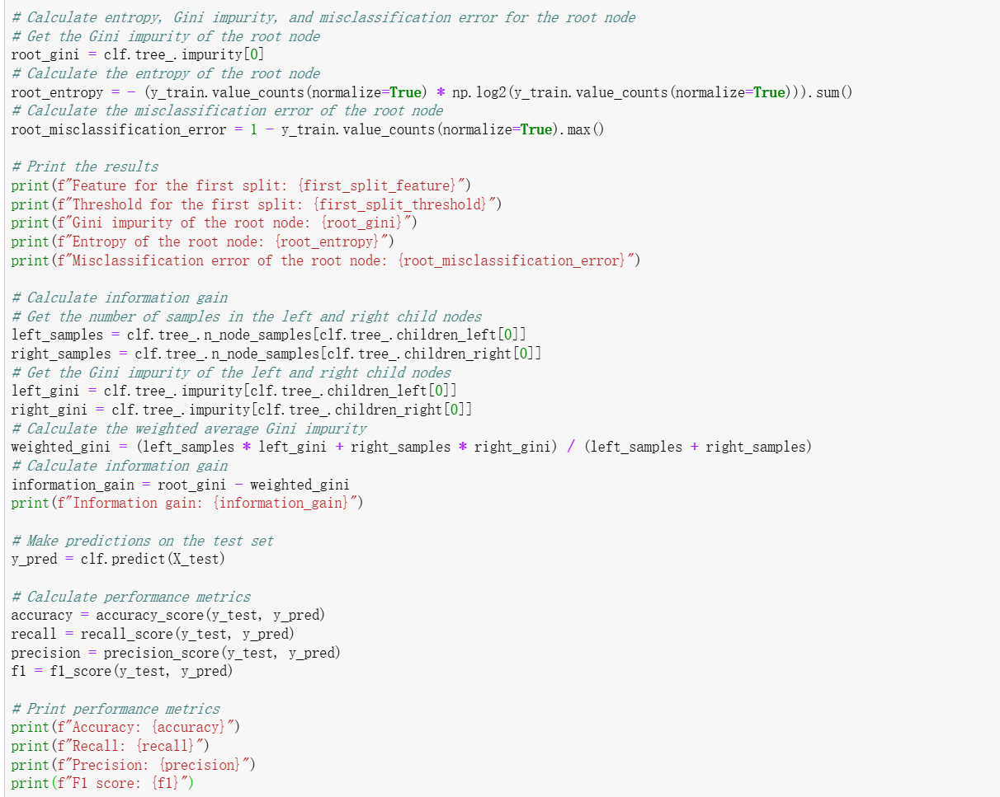 # Calculate entropy, Gini impurity, and misclassification error for the root node
# Get the Gini impurity of the root node
root_gini = clf.tree_.impurity[0]
# Calculate the entropy of the root node
root_entropy = - (y_train.value_counts(normalize=True) * np.log2(y_train.value_counts(normalize=True))).sum()
# Calculate the misclassification error of the root node
root_misclassification_error = 1 - y_train.value_counts(normalize=True).max()

# Print the results
print(f"Feature for the first split: {first_split_feature}")
print(f"Threshold for the first split: {first_split_threshold}")
print(f"Gini impurity of the root node: {root_gini}")
print(f"Entropy of the root node: {root_entropy}")
print(f"Misclassification error of the root node: {root_misclassification_error}")

# Calculate information gain
# Get the number of samples in the left and right child nodes
left_samples = clf.tree_.n_node_samples[clf.tree_.children_left[0]]
right_samples = clf.tree_.n_node_samples[clf.tree_.children_right[0]]
# Get the Gini impurity of the left and right child nodes
left_gini = clf.tree_.impurity[clf.tree_.children_left[0]]
right_gini = clf.tree_.impurity[clf.tree_.children_right[0]]
# Calculate the weighted average Gini impurity
weighted_gini = (left_samples * left_gini + right_samples * right_gini) / (left_samples + right_samples)
# Calculate information gain
information_gain = root_gini - weighted_gini
print(f"Information gain: {information_gain}")

# Make predictions on the test set
y_pred = clf.predict(X_test)

# Calculate performance metrics
accuracy = accuracy_score(y_test, y_pred)
recall = recall_score(y_test, y_pred)
precision = precision_score(y_test, y_pred)
f1 = f1_score(y_test, y_pred)

# Print performance metrics
print(f"Accuracy: {accuracy}")
print(f"Recall: {recall}")
print(f"Precision: {precision}")
print(f"F1 score: {f1}")